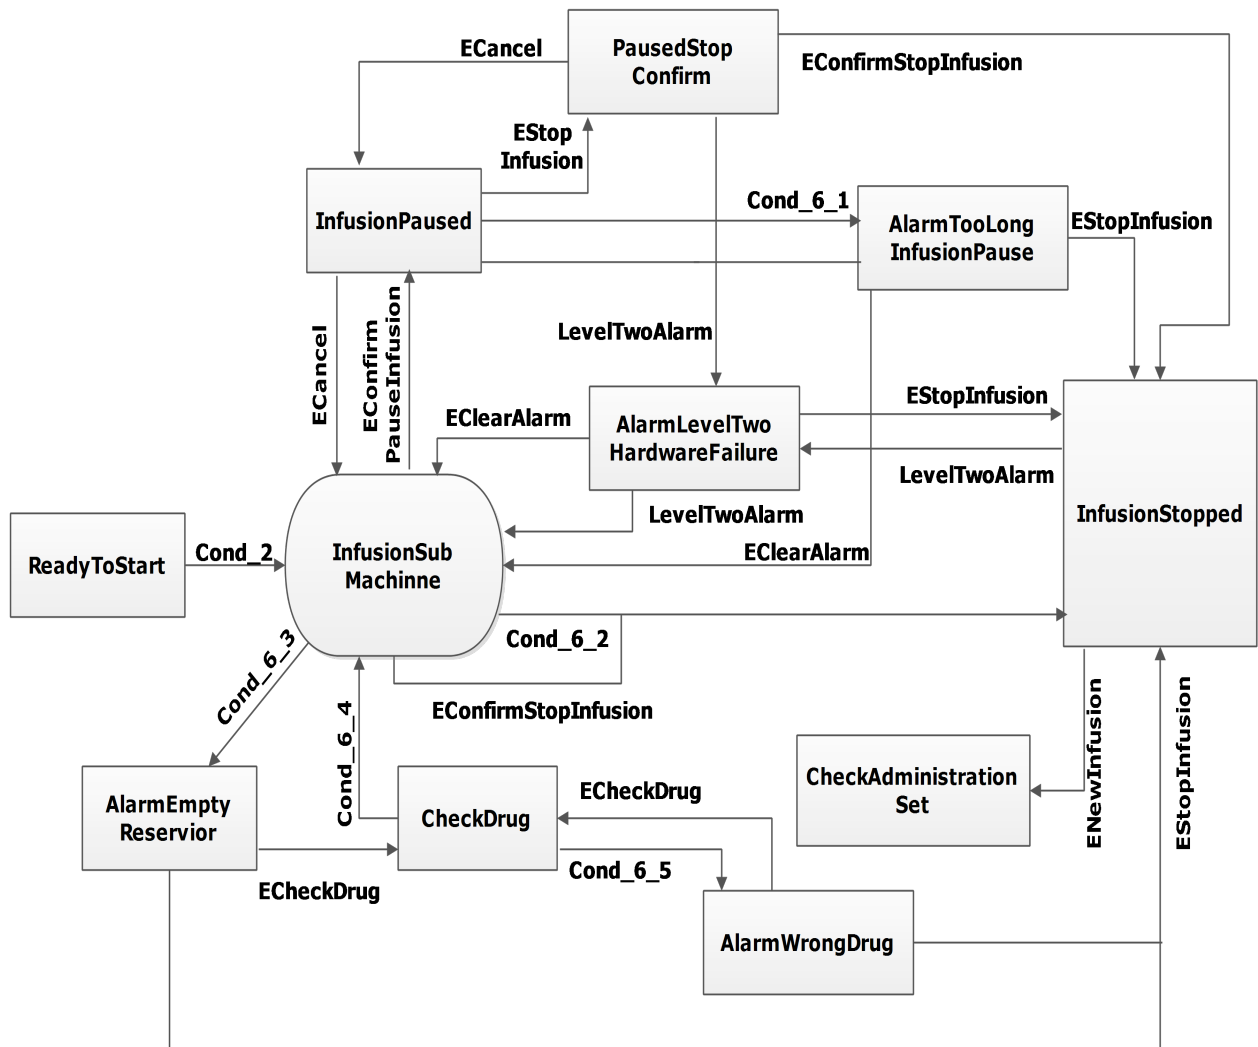 ECancel
PausedStop
Confirm
EConfirmStopInfusion
EStop
Infusion
InfusionPaused
Cond_6_1
AlarmTooLong
InfusionPause
EStopInfusion
LevelTwoAlarm
ECancel
EConfirm
PauseInfusion
EClearAlarm
AlarmLevelTwo
HardwareFailure
EStopInfusion
LevelTwoAlarm
LevelTwoAlarm
InfusionStopped
ReadyToStart
Cond_2
InfusionSub
Machinne
EClearAlarm
Cond_6_2
Cond_6_3
Cond_6_4
EConfirmStopInfusion
ENewInfusion
EStopInfusion
AlarmEmpty
Reservior
CheckDrug
ECheckDrug
CheckAdministration
Set
ECheckDrug
Cond_6_5
AlarmWrongDrug